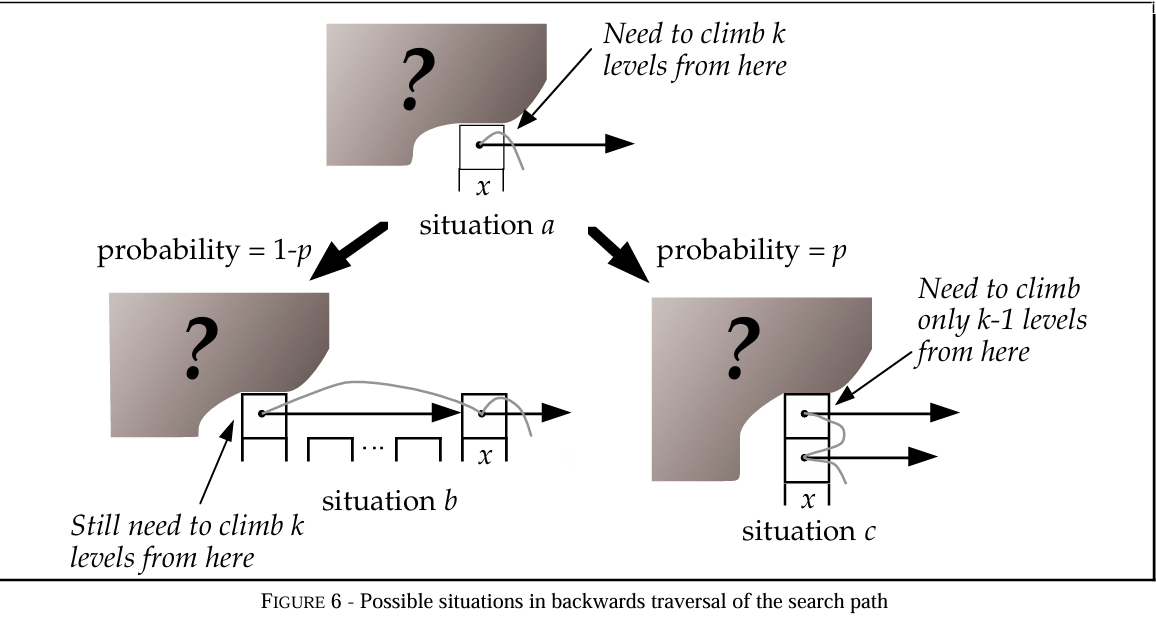 ?
Need to climb k
levels from here
x
situation a
probability = 1-p
probability = p
?
?
Need to climb
only k-1 levels
from here
...
x
situation b
Still need to climb k
levels from here
x
situation c
FIGURE 6 - Possible situations in backwards traversal of the search path